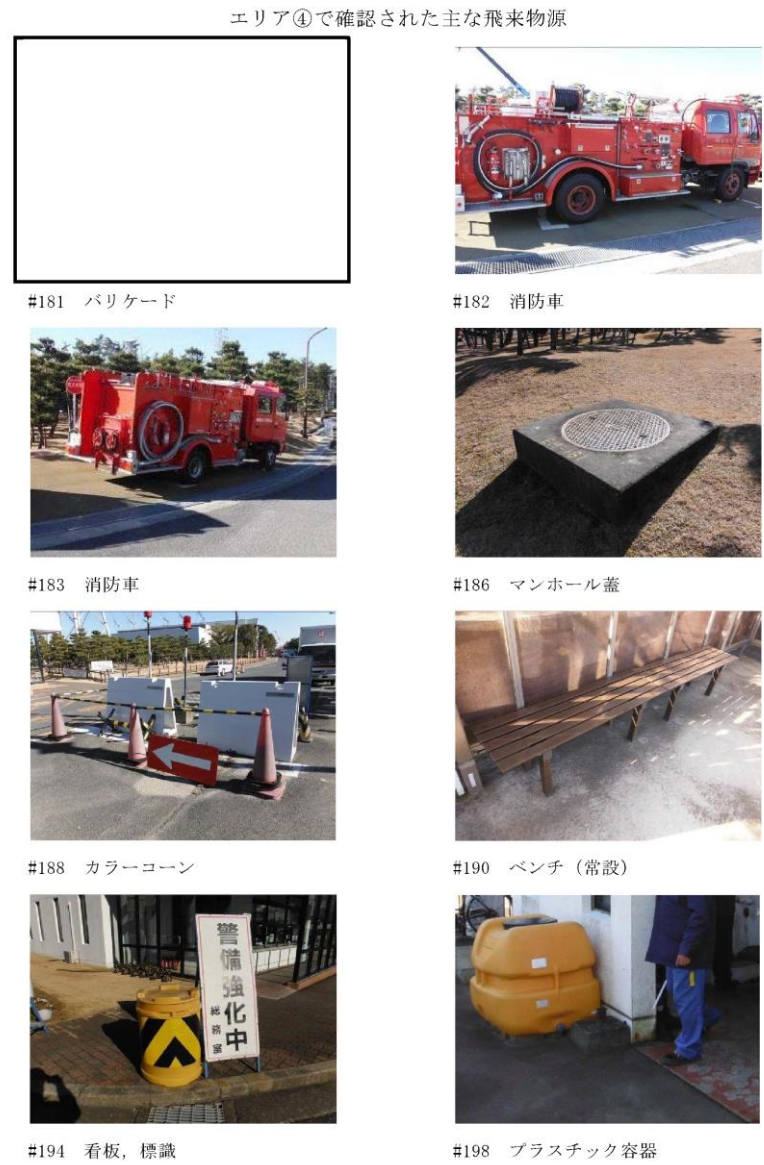 エリア④で確認された主な飛来物源
#181 バリケード
#182 消防車
#183 消防車
#186 マンホール蓋
#188 カラーコーン
#190 ベンチ（常設）
警備強化中
総務室
#194 看板，標識
#198 プラスチック容器